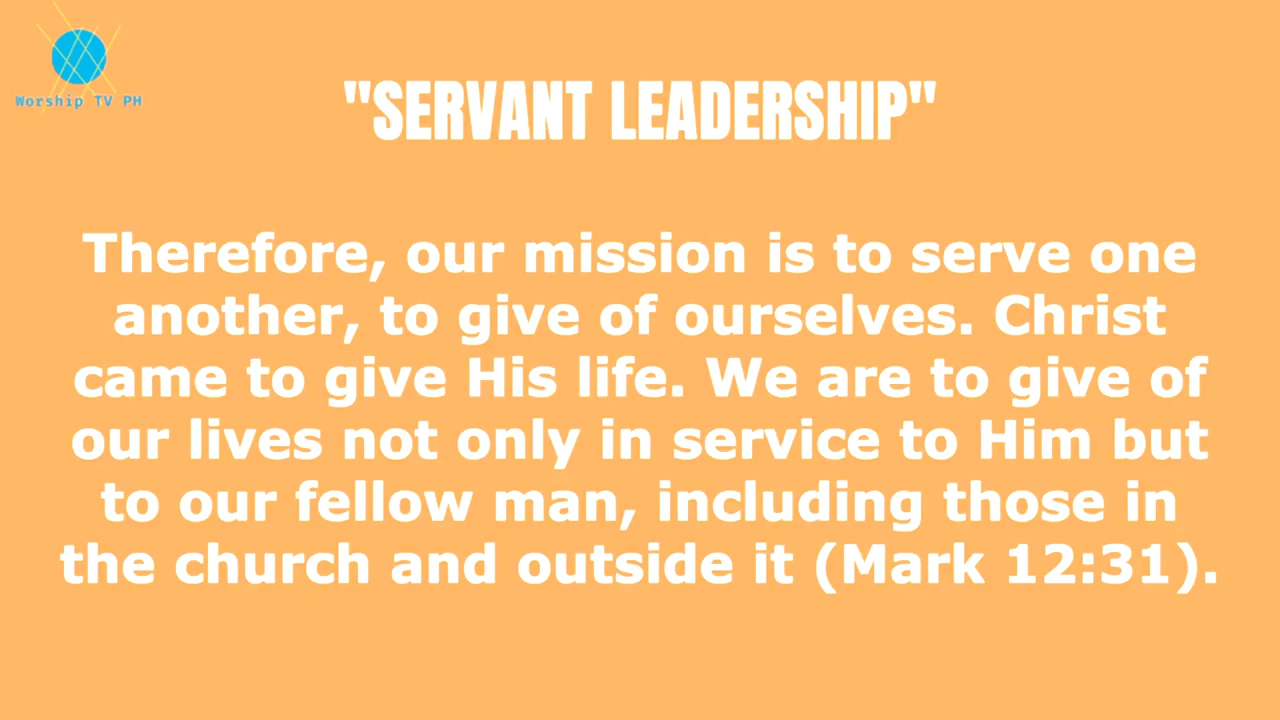 Worship TV PH
"SERVANT LEADERSHIP"
Therefore, our mission is to serve one
another, to give of ourselves. Christ
came to give His life. We are to give of
our lives not only in service to Him but
to our fellow man, including those in
the church and outside it (Mark 12:31).